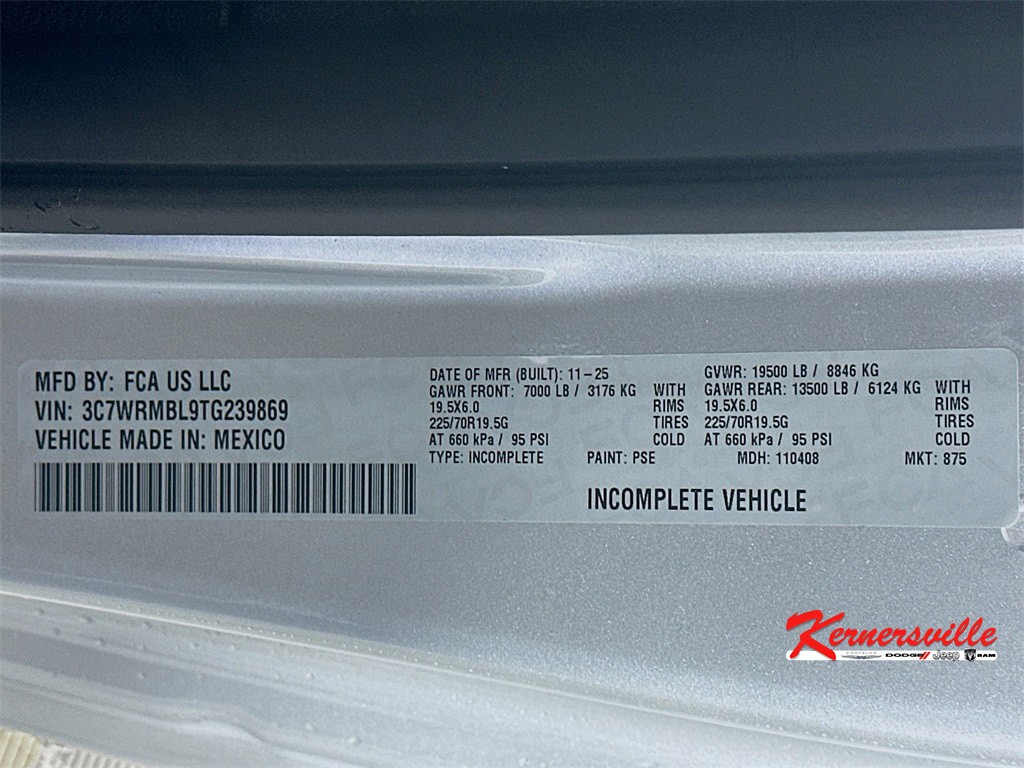 MFD BY: FCA US LLC
VIN: 3C7WRMBL9TG239869
VEHICLE MADE IN: MEXICO
DATE OF MFR (BUILT): 11-25
GAWR FRONT: 7000 LB / 3176 KG WITH
19.5X6.0 RIMS
225/70R19.5G TIRES
AT 660 kPa / 95 PSI COLD
TYPE: INCOMPLETE
GVWR: 19500 LB / 8846 KG
GAWR REAR: 13500 LB / 6124 KG WITH
19.5X6.0 RIMS
225/70R19.5G TIRES
AT 660 kPa / 95 PSI COLD
PAINT: PSE MDH: 110408 MKT: 875
INCOMPLETE VEHICLE
Kernersville
CHRYSLER DODGE Jeep RAM